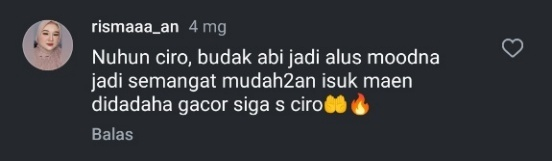 rismaaa_an 4 mg
Nuhun ciro, budak abi jadi alus moodna
jadi semangat mudah2an isuk maen
didadaha gacor siga s ciro🤲🔥
Balas